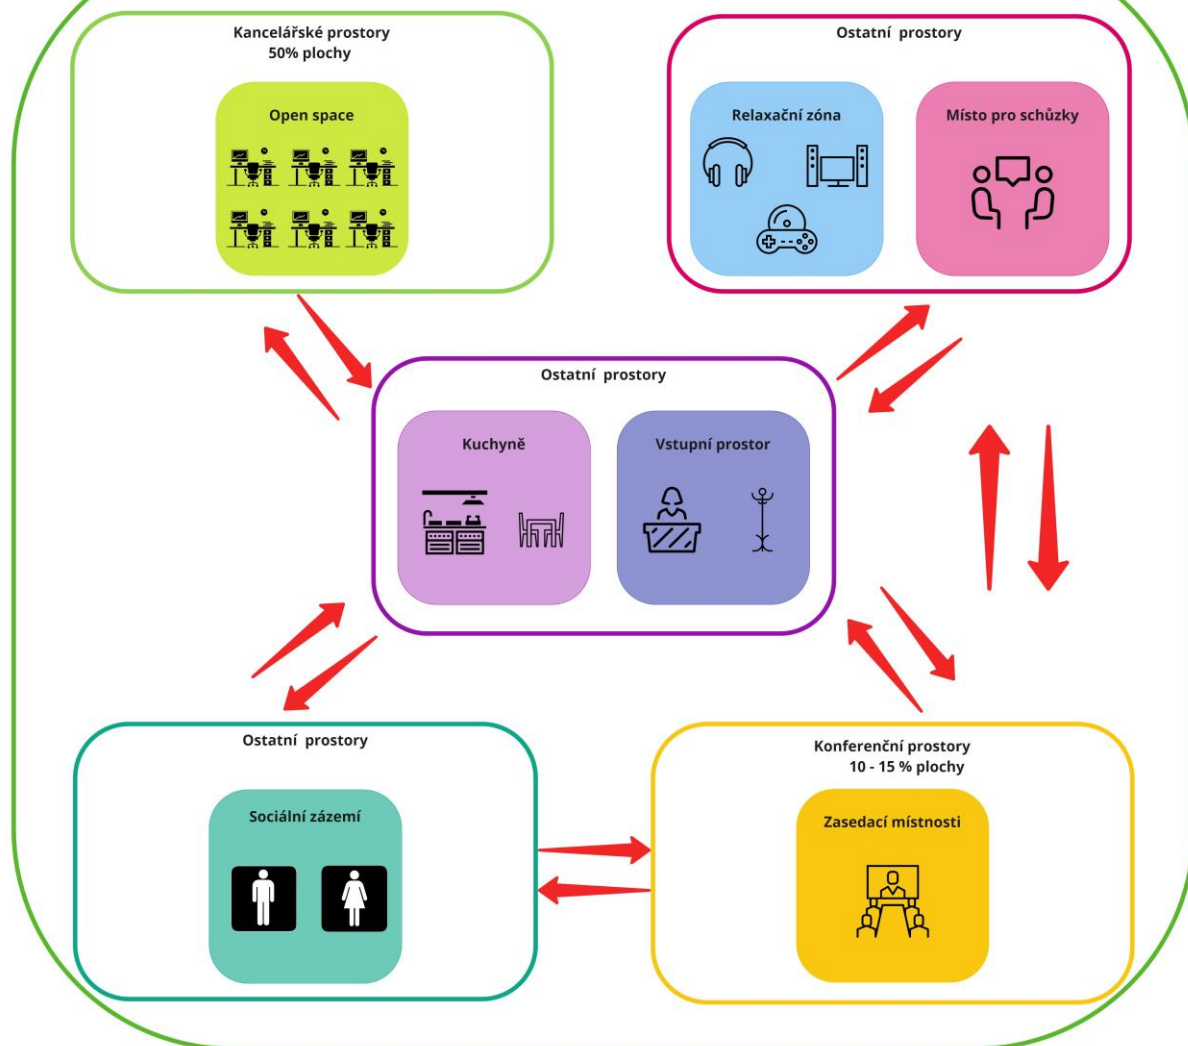 Kancelářské prostory
50% plochy
Open space
Ostatní prostory
Relaxační zóna
Místo pro schůzky
Ostatní prostory
Kuchyně
Vstupní prostor
Ostatní prostory
Sociální zázemí
Konferenční prostory
10 - 15 % plochy
Zasedací místnosti